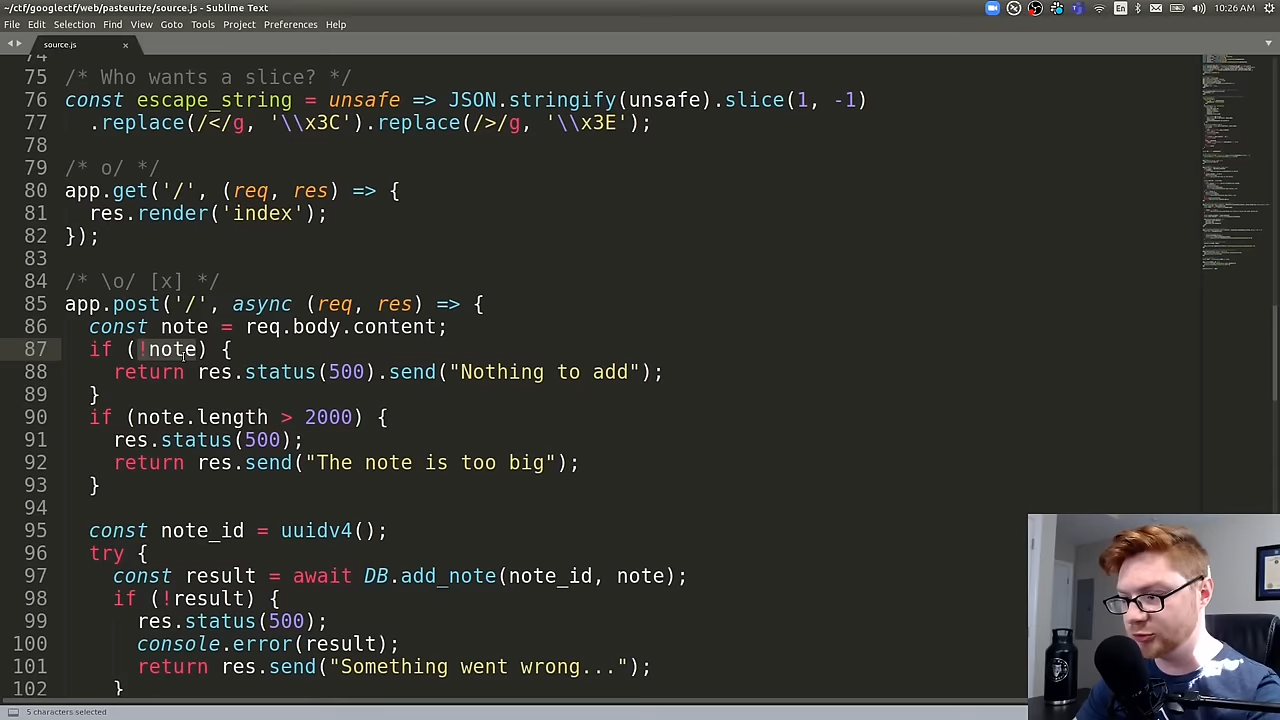 ~/ctf/googlectf/web/pasteurize/source.js - Sublime Text
En
10:26 AM
File Edit Selection Find View Goto Tools Project Preferences Help
source.js
74
75 /* Who wants a slice? */
76 const escape_string = unsafe => JSON.stringify(unsafe).slice(1, -1)
77 .replace(/</g, '\\x3C').replace(/>/g, '\\x3E');
78
79 /* o/ */
80 app.get('/', (req, res) => {
81 res.render('index');
82 });
83
84 /* \o/ [x] */
85 app.post('/', async (req, res) => {
86 const note = req.body.content;
87 if (!note) {
88 return res.status(500).send("Nothing to add");
89 }
90 if (note.length > 2000) {
91 res.status(500);
92 return res.send("The note is too big");
93 }
94
95 const note_id = uuidv4();
96 try {
97 const result = await DB.add_note(note_id, note);
98 if (!result) {
99 res.status(500);
100 console.error(result);
101 return res.send("Something went wrong...");
102 }
5 characters selected